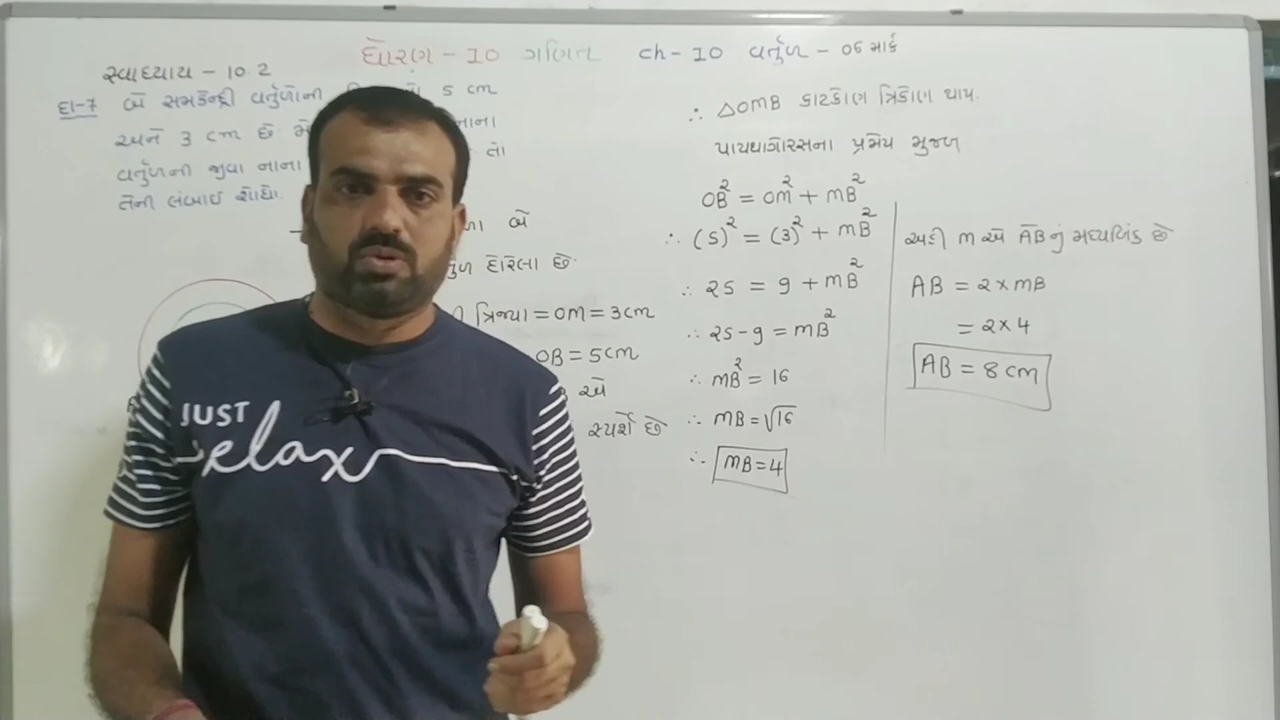 ધોરણ - 10 ગણિત ch - 10 વર્તુળ - 06 માર્ક
સ્વાધ્યાય - 10.2
દા-7 બે સમકેન્દ્રી વર્તુળોની 5 cm
અને 3 cm છે.
વર્તુળની જીવા નાના તો
તેની લંબાઈ શોધો.
બે
દોરેલા છે.
ત્રિજ્યા = OM = 3cm
OB = 5cm
એ
સ્પર્શે છે
∴ △OMB કાટકોણ ત્રિકોણ થાય.
પાયથાગોરસના પ્રમેય મુજબ
OB² = OM² + MB²
∴ (5)² = (3)² + MB²
∴ 25 = 9 + MB²
∴ 25 - 9 = MB²
∴ MB² = 16
∴ MB = √16
∴ MB = 4
અહી M એ AB નું મધ્યબિંદુ છે
AB = 2 × MB
= 2 × 4
AB = 8 cm
JUST
relax